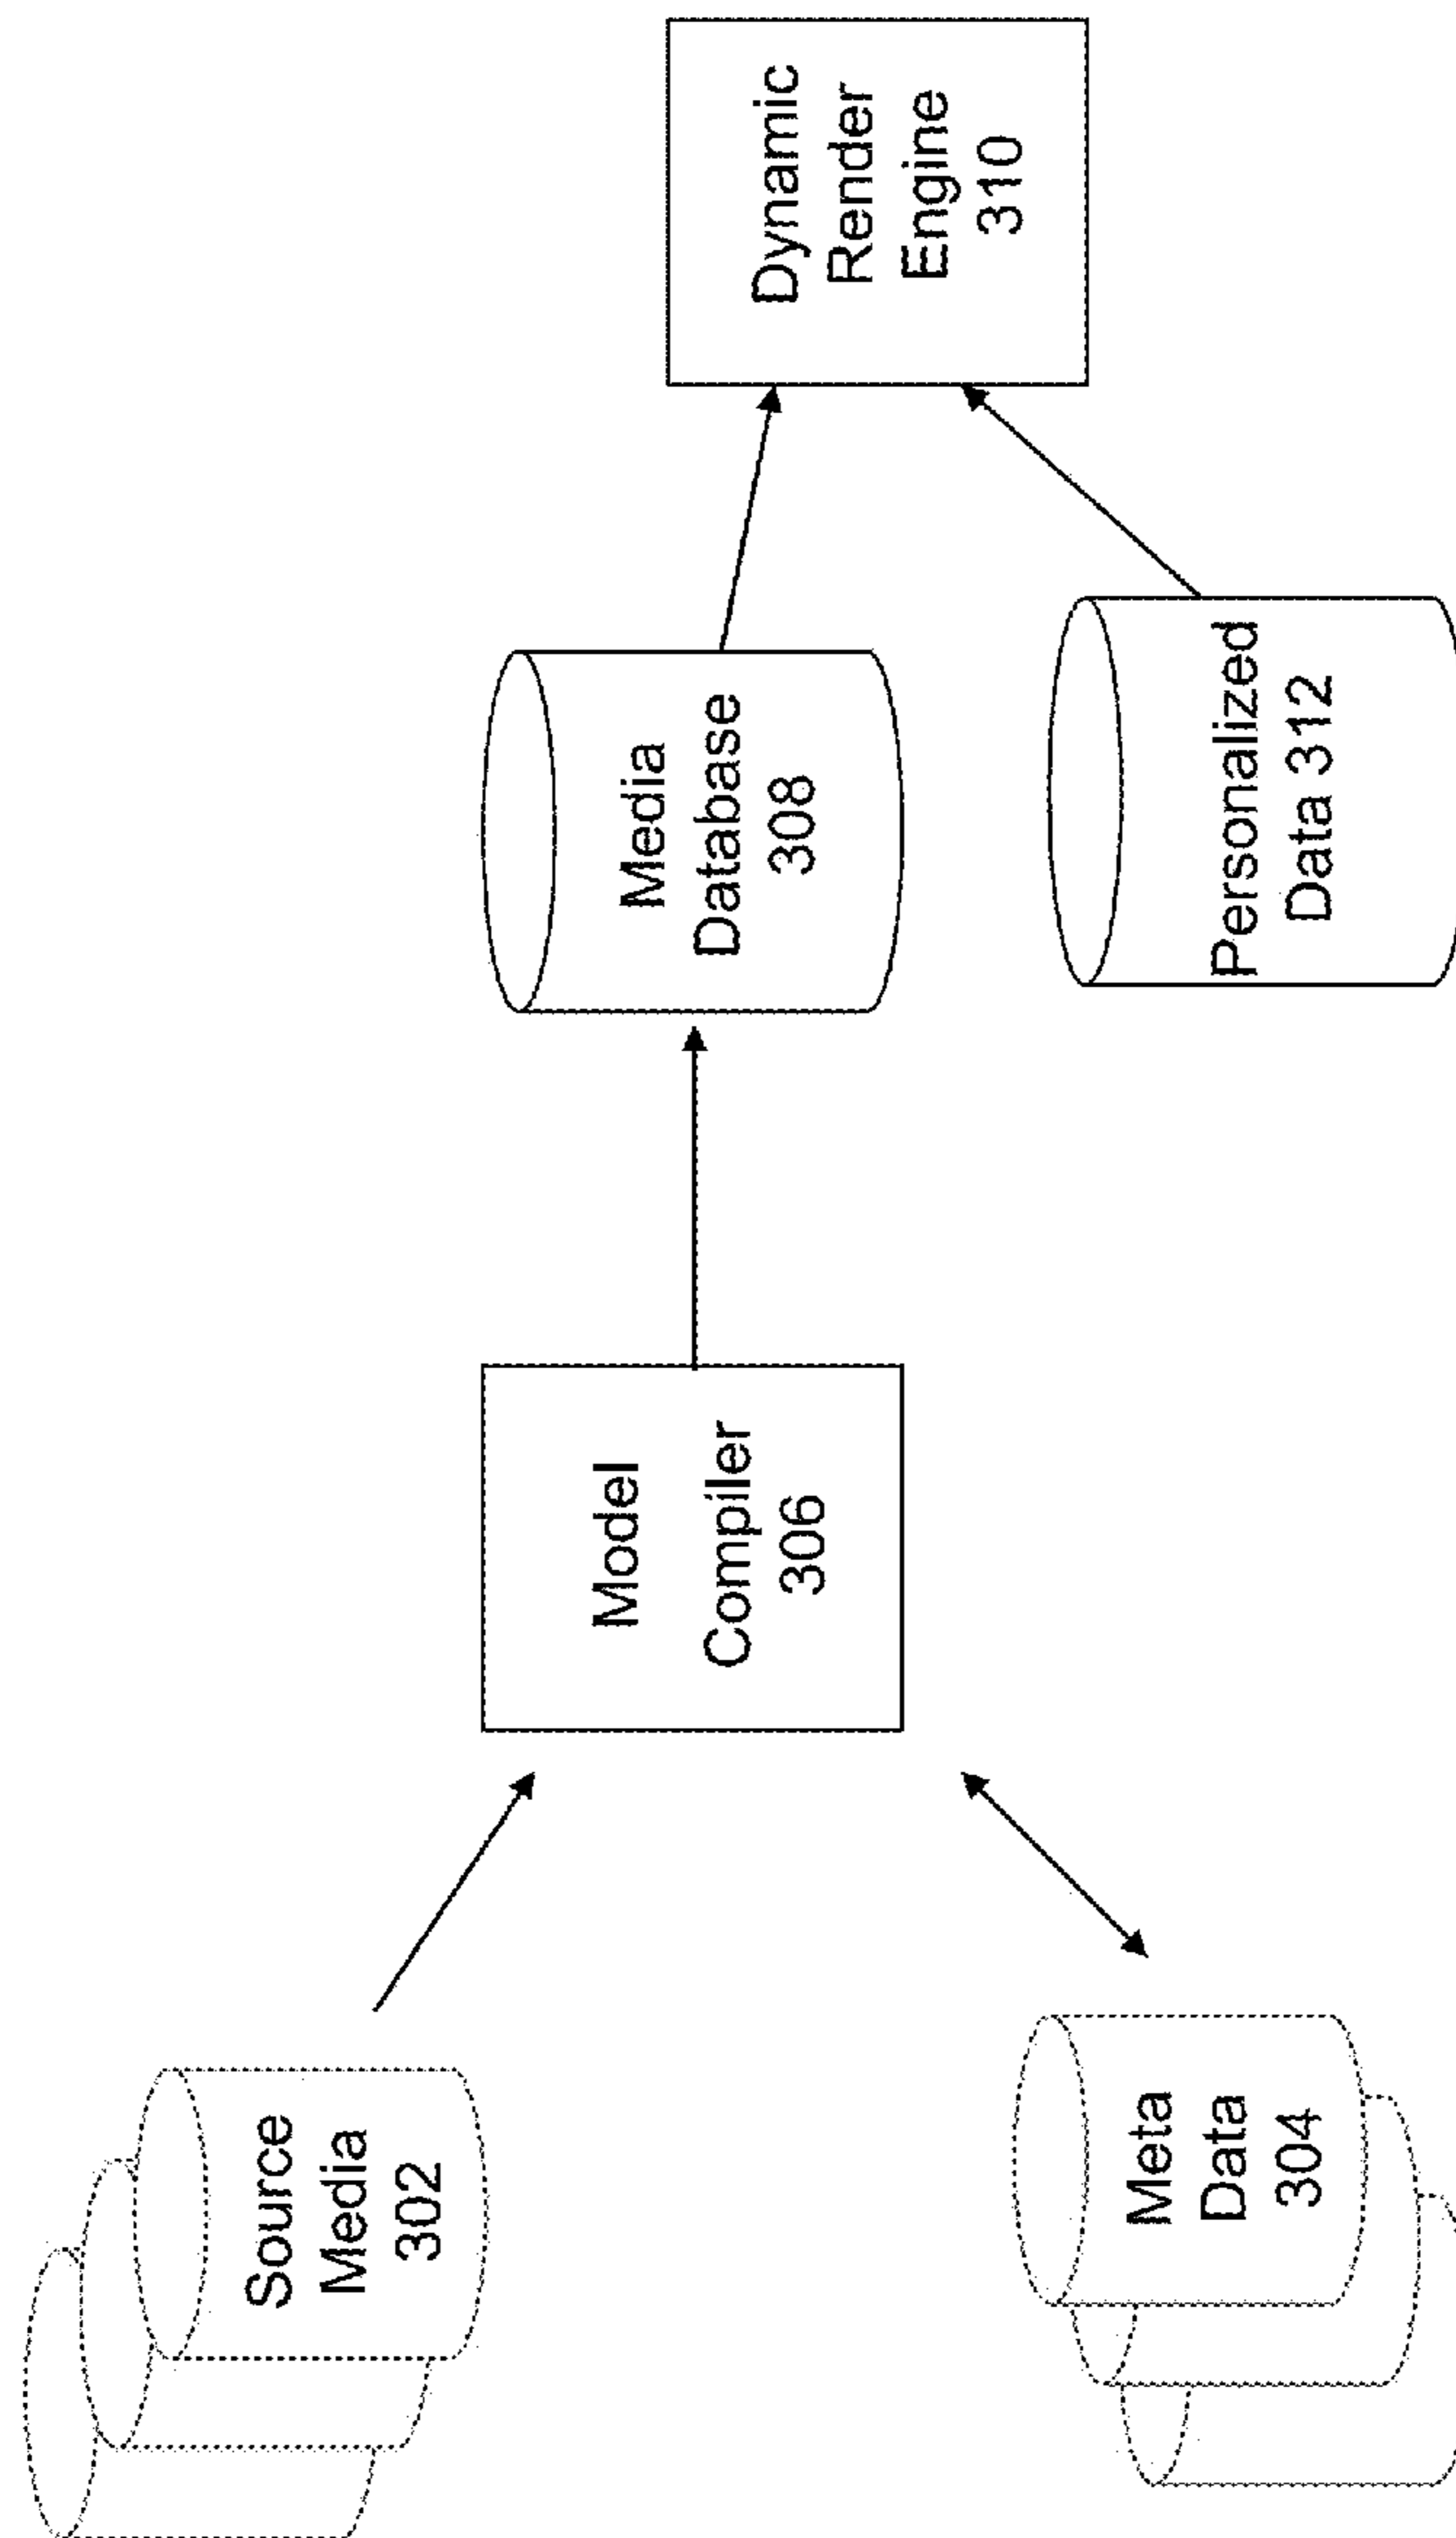 Source
Media
302
Meta
Data
304
Model
Compiler
306
Media
Database
308
Personalized
Data 312
Dynamic
Render
Engine
310